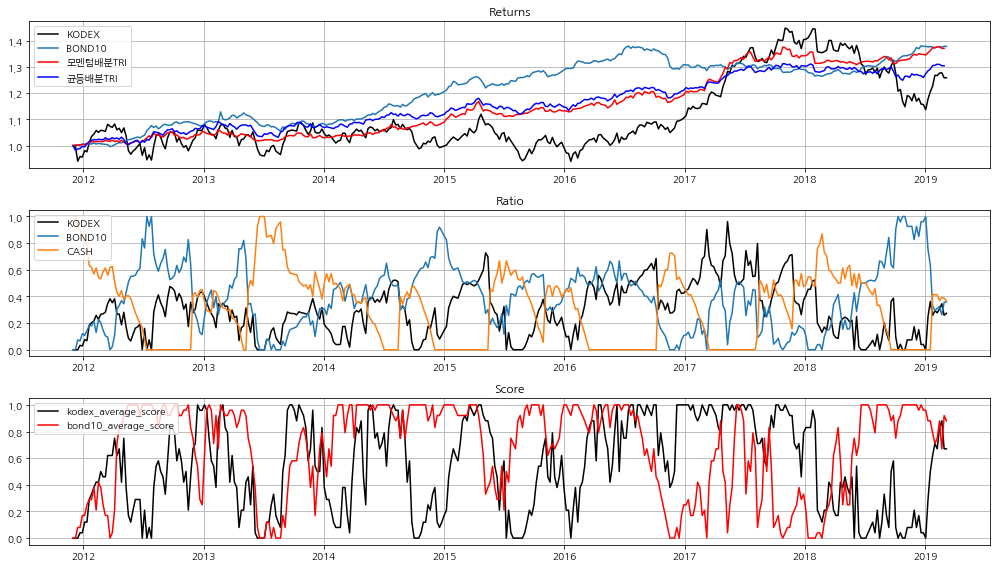 Returns
KODEX
BOND10
모멘텀배분TRI
균등배분TRI
1,4
1,3
1,2
1,1
1,0
2012 2013 2014 2015 2016 2017 2018 2019
Ratio
KODEX
BOND10
CASH
1,0
0,8
0,6
0,4
0,2
0,0
2012 2013 2014 2015 2016 2017 2018 2019
Score
kodex_average_score
bond10_average_score
1,0
0,8
0,6
0,4
0,2
0,0
2012 2013 2014 2015 2016 2017 2018 2019